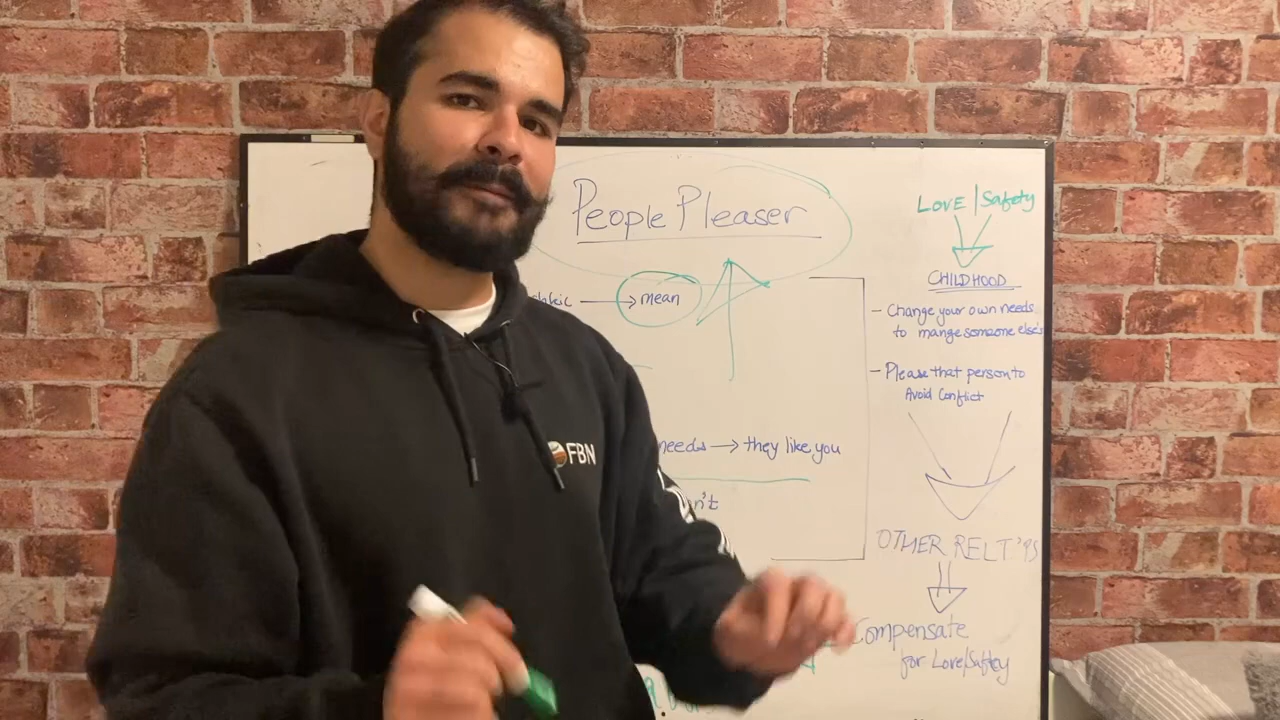 People Pleaser
→ mean
needs → they like you
n't
FBN
LOVE | Safety
CHILDHOOD
- Change your own needs
to mange someone else's
- Please that person to
Avoid Conflict
OTHER RELT'PS
Compensate
for Love/Saftey